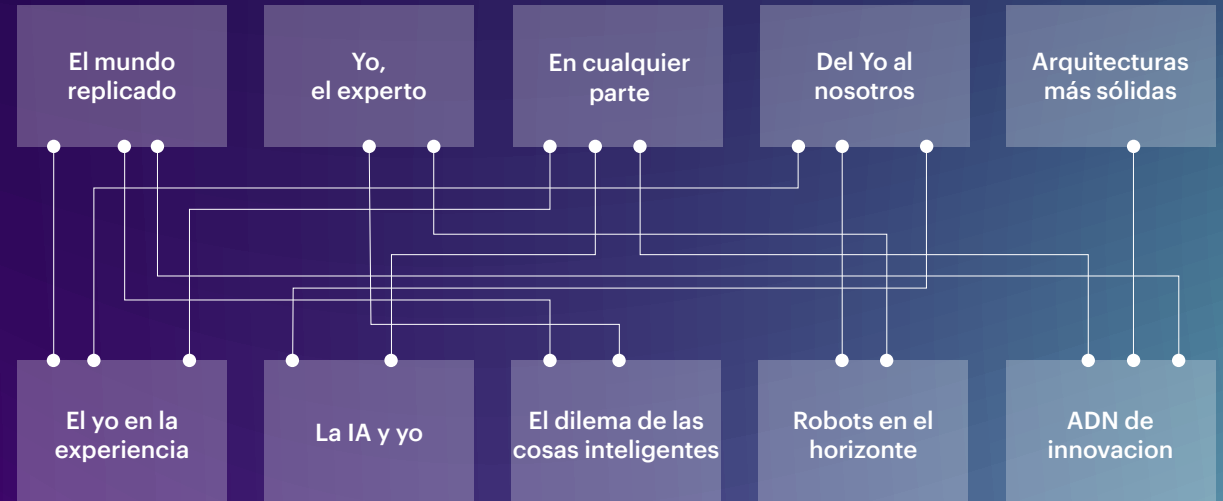 El mundo
replicado
Yo,
el experto
En cualquier
parte
Del Yo al
nosotros
Arquitecturas
más sólidas
El yo en la
experiencia
La IA y yo
El dilema de las
cosas inteligentes
Robots en el
horizonte
ADN de
innovacion